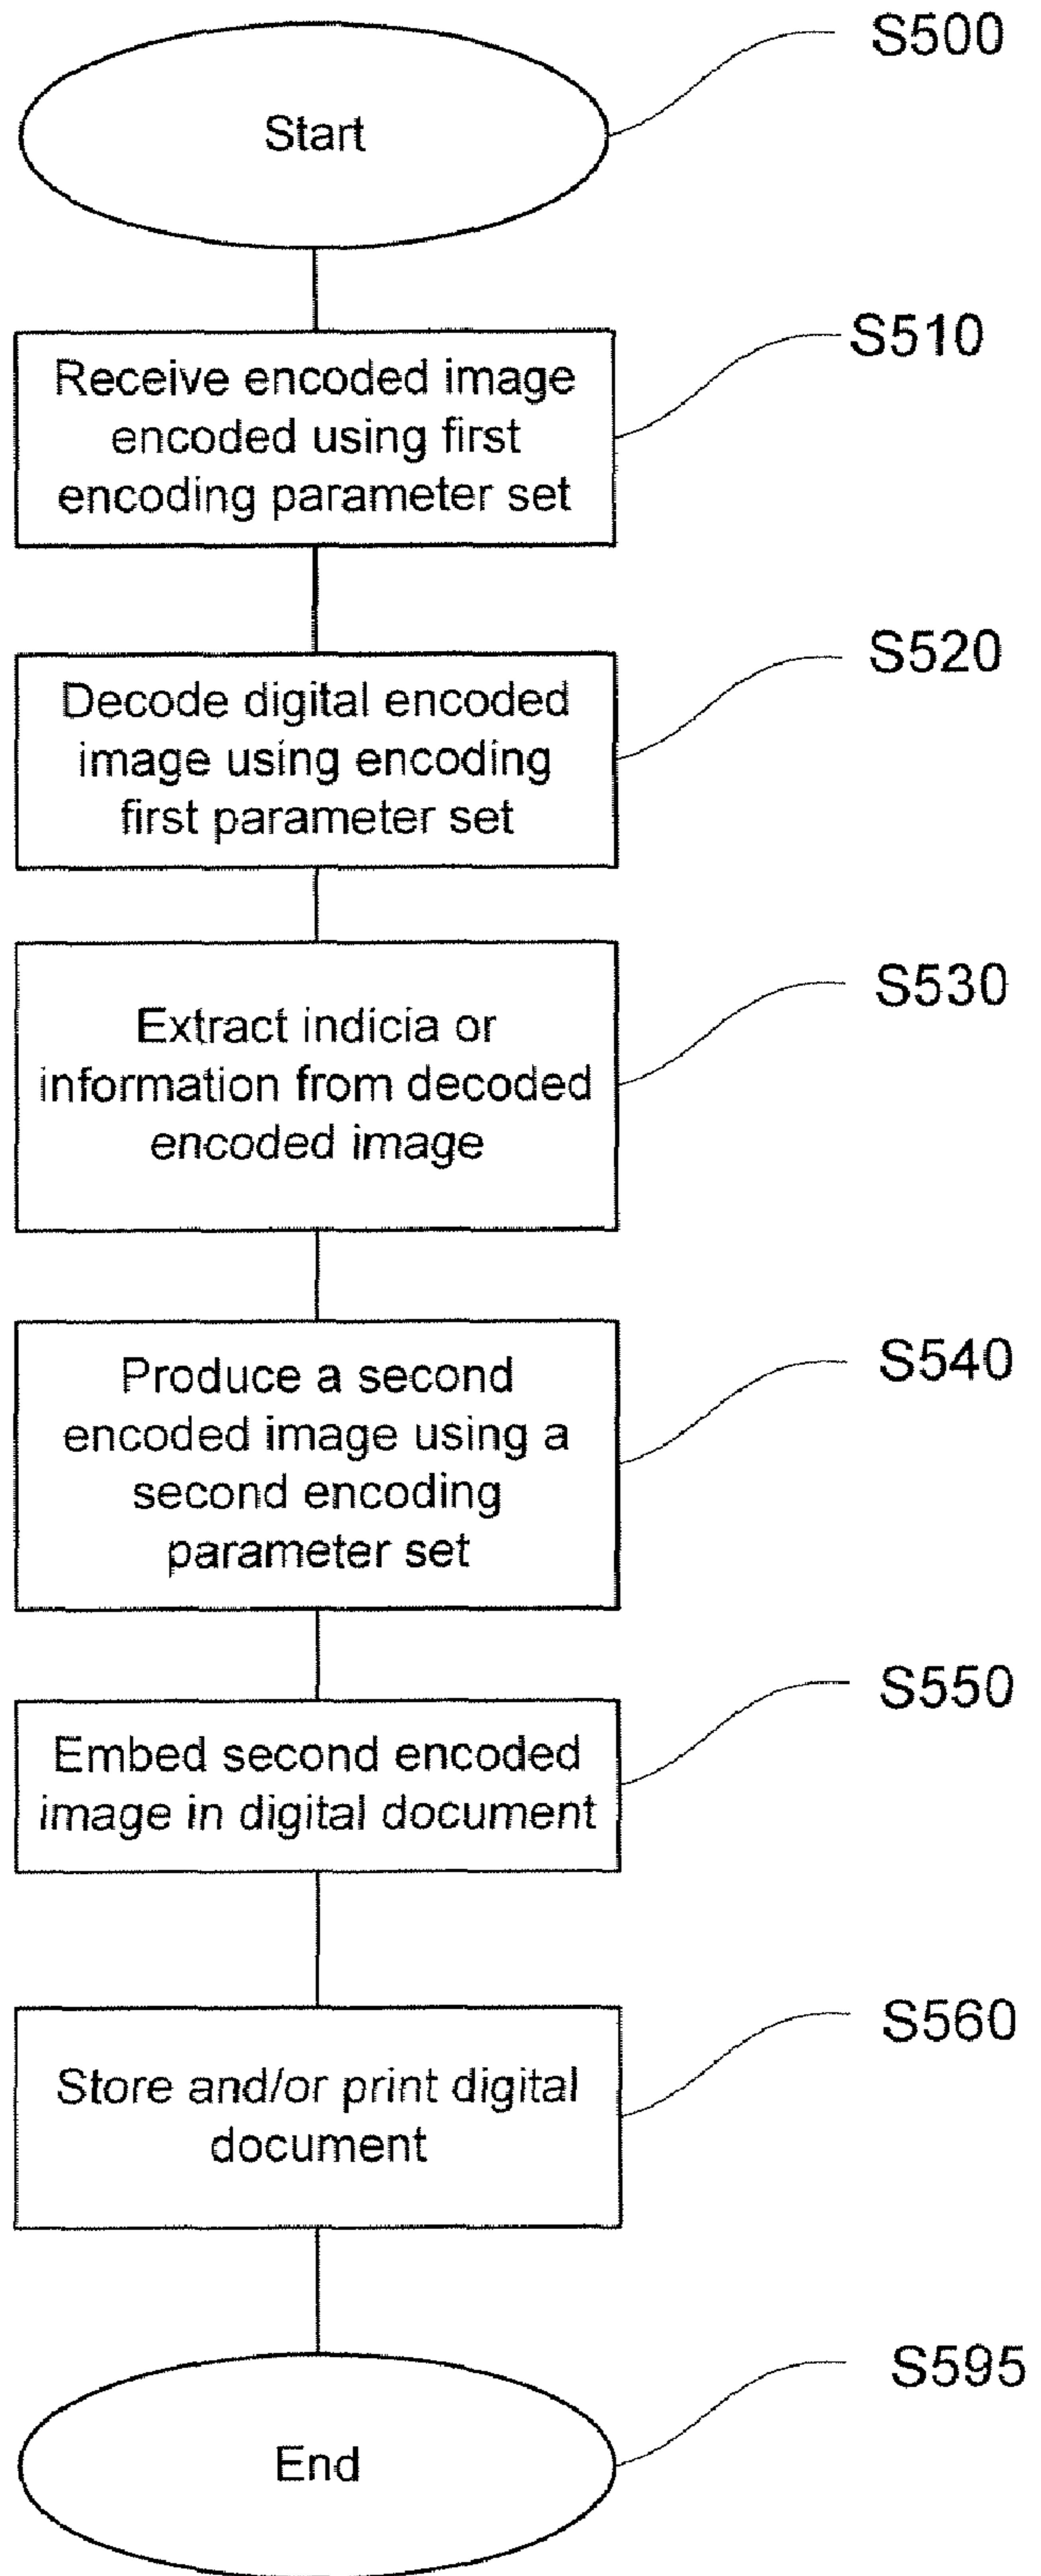 S500
Start
S510
Receive encoded image
encoded using first
encoding parameter set
S520
Decode digital encoded
image using encoding
first parameter set
S530
Extract indicia or
information from decoded
encoded image
S540
Produce a second
encoded image using a
second encoding
parameter set
S550
Embed second encoded
image in digital document
S560
Store and/or print digital
document
S595
End